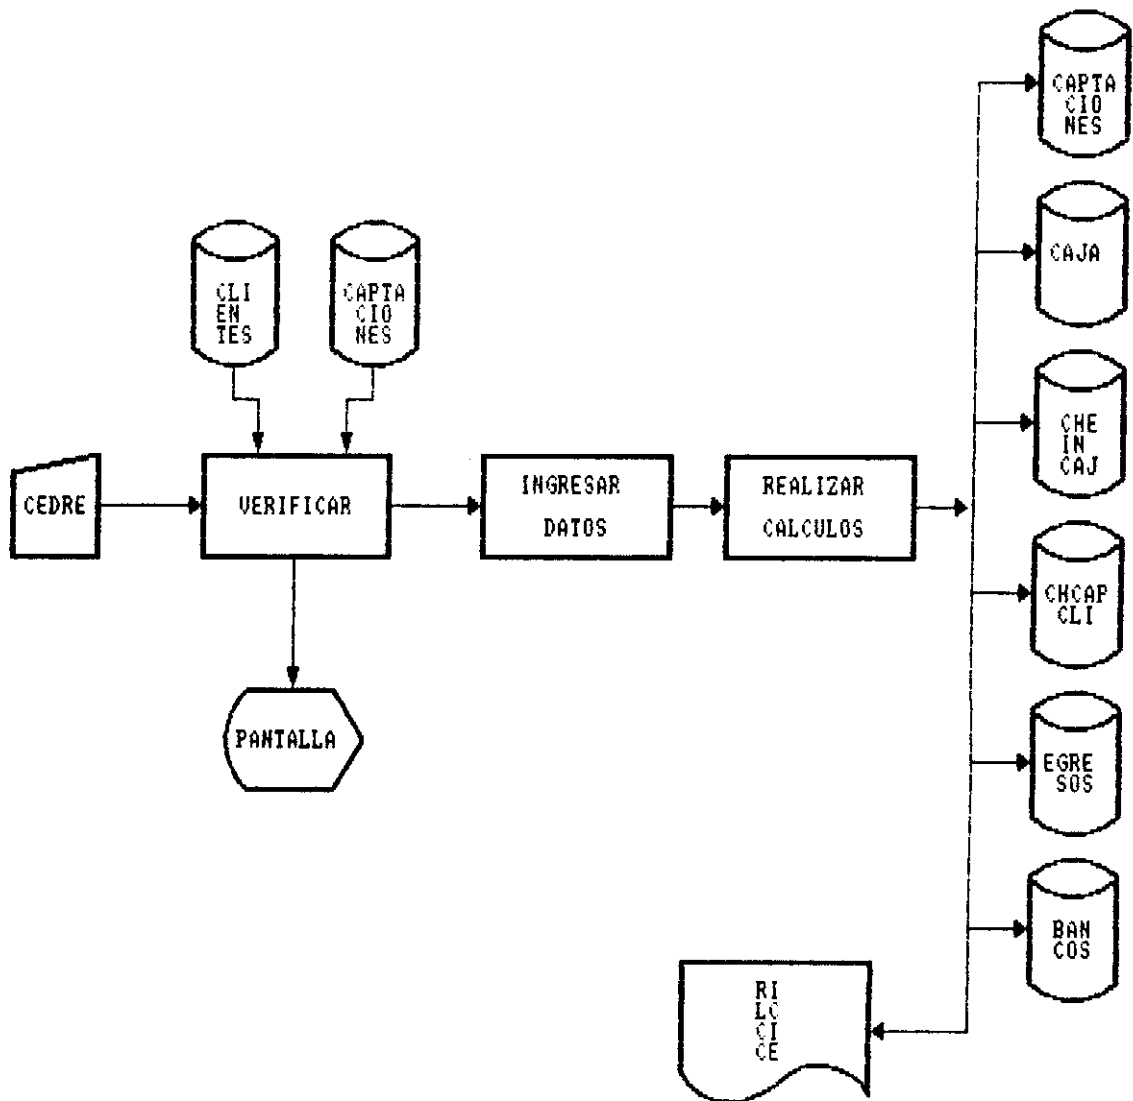 CAPTA
CIO
NES
CAJA
CLI
EN
TES
CAPTA
CIO
NES
CHE
IN
CAJ
CEDRE
VERIFICAR
INGRESAR
DATOS
REALIZAR
CALCULOS
CHCAP
CLI
PANTALLA
EGRE
SOS
BAN
COS
RI
LC
CI
CE